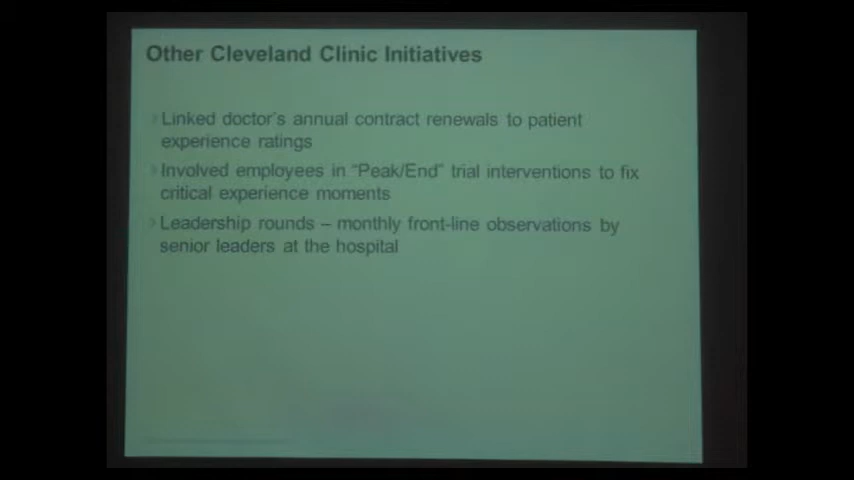 Other Cleveland Clinic Initiatives
Linked doctor's annual contract renewals to patient
experience ratings
Involved employees in "Peak/End" trial interventions to fix
critical experience moments
Leadership rounds – monthly front-line observations by
senior leaders at the hospital